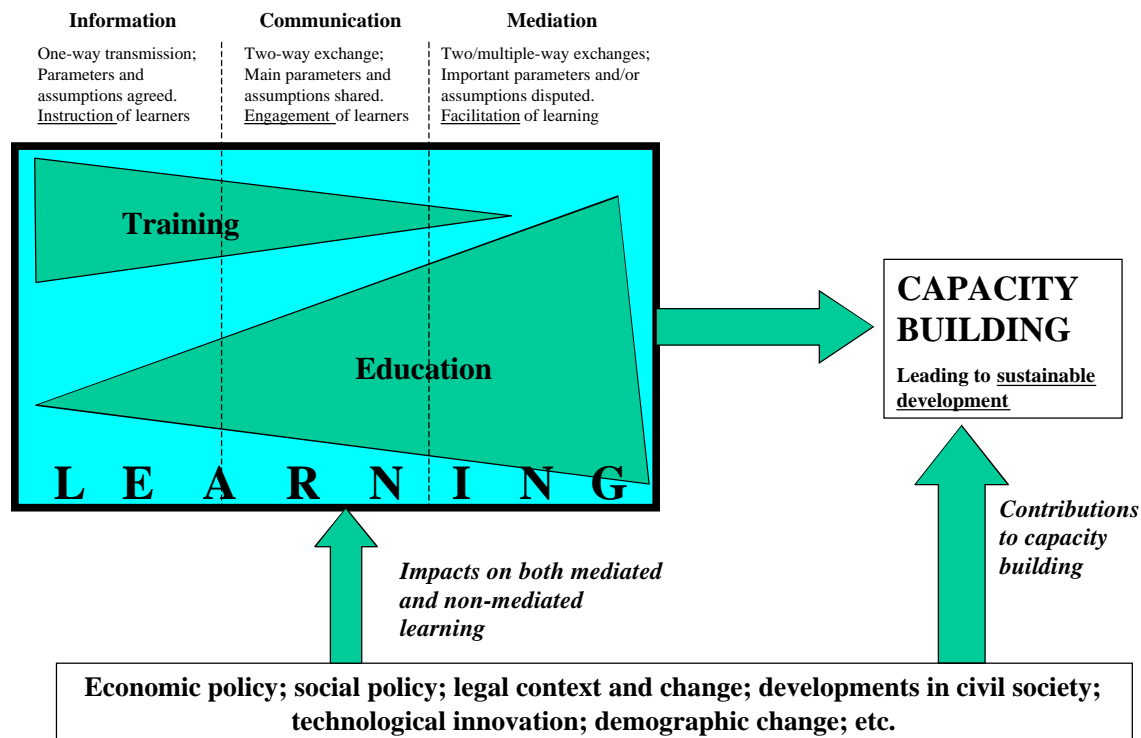 Information
One-way transmission;
Parameters and
assumptions agreed.
Instruction of learners
Communication
Two-way exchange;
Main parameters and
assumptions shared.
Engagement of learners
Mediation
Two/multiple-way exchanges;
Important parameters and/or
assumptions disputed.
Facilitation of learning
Training
Education
L E A R N I N G
CAPACITY
BUILDING
Leading to sustainable
development
Impacts on both mediated
and non-mediated
learning
Contributions
to capacity
building
Economic policy; social policy; legal context and change; developments in civil society;
technological innovation; demographic change; etc.